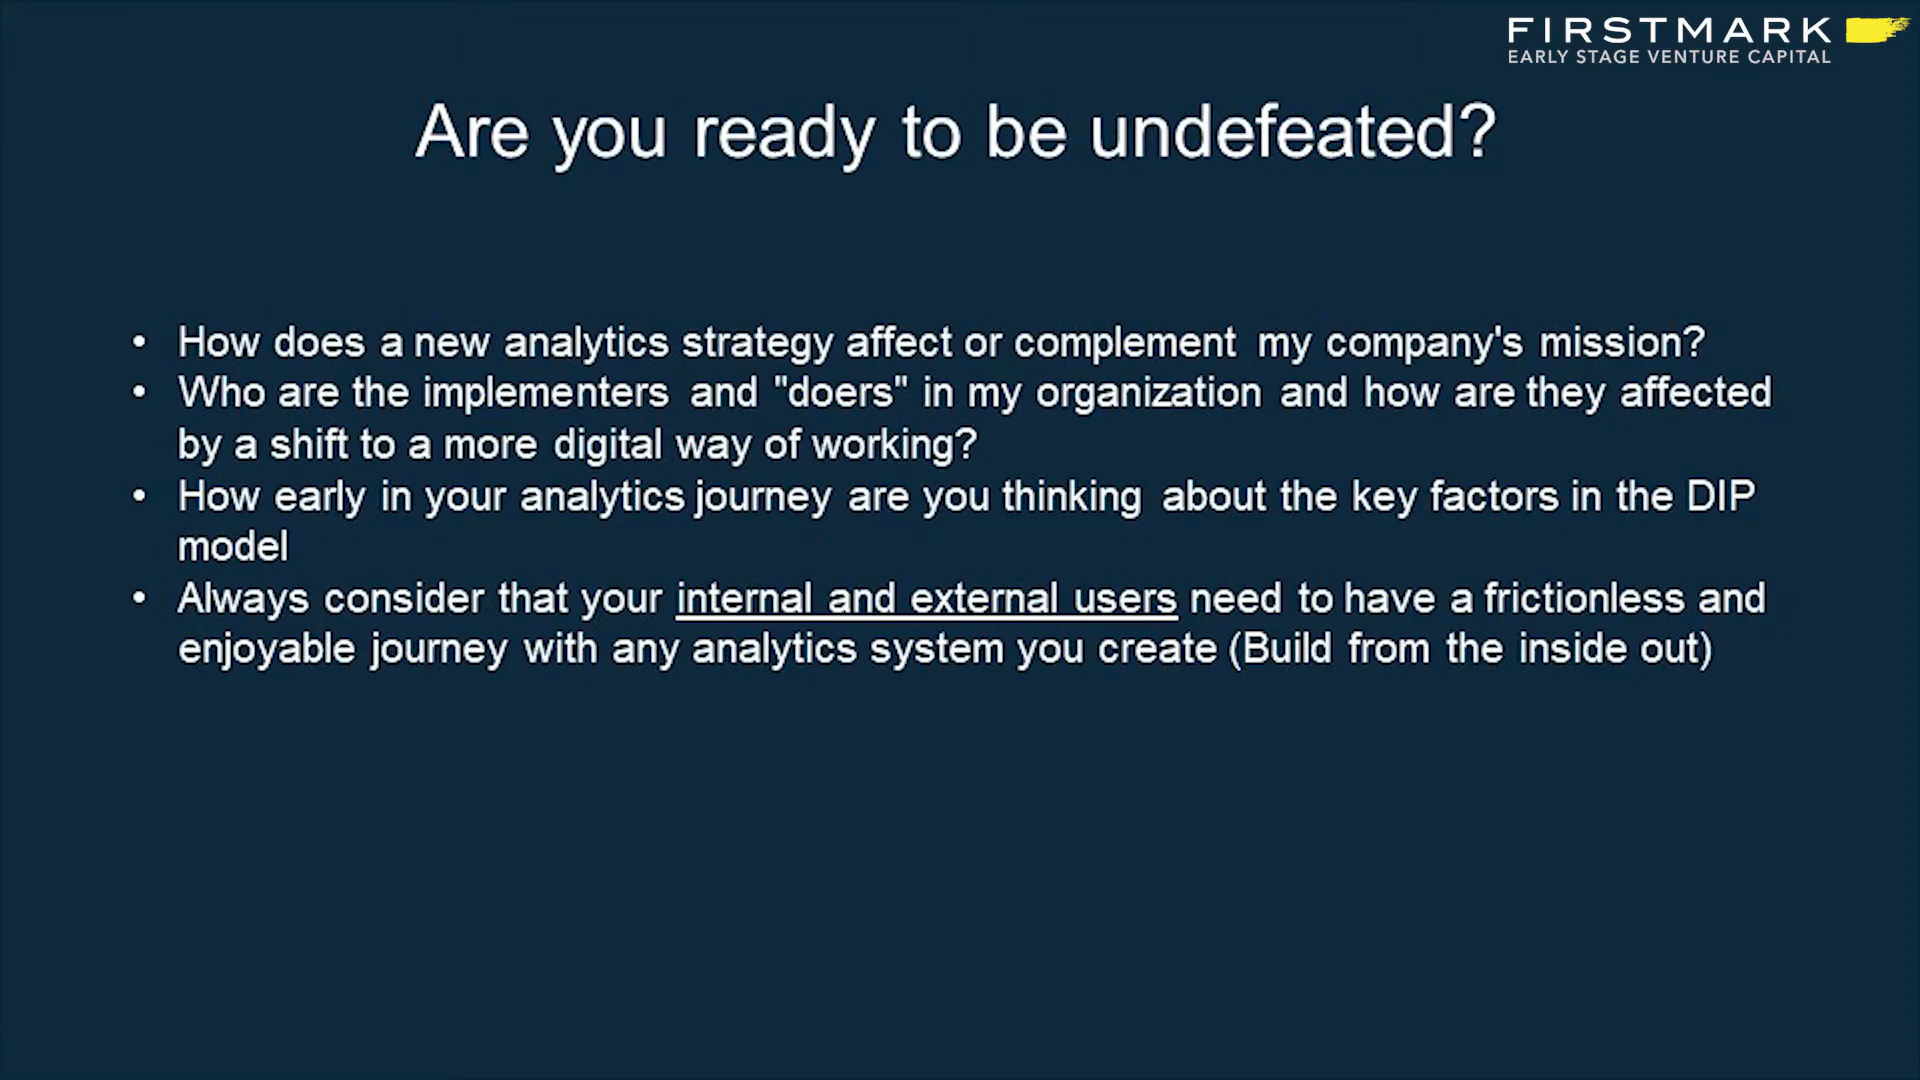 FIRSTMARK
EARLY STAGE VENTURE CAPITAL
Are you ready to be undefeated?
• How does a new analytics strategy affect or complement my company's mission?
• Who are the implementers and "doers" in my organization and how are they affected
by a shift to a more digital way of working?
• How early in your analytics journey are you thinking about the key factors in the DIP
model
• Always consider that your internal and external users need to have a frictionless and
enjoyable journey with any analytics system you create (Build from the inside out)